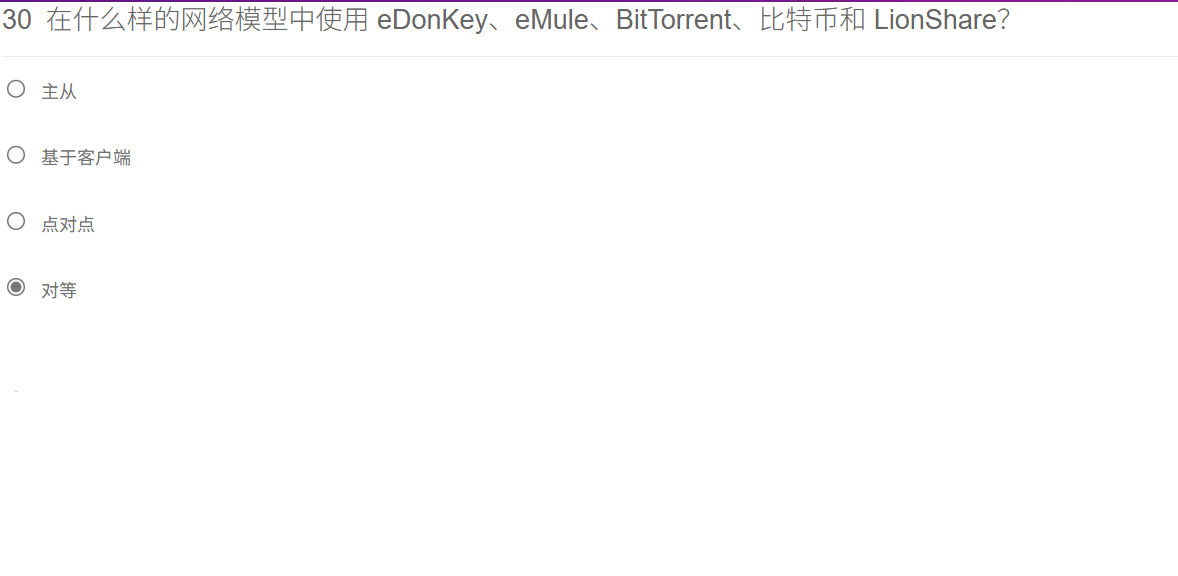 30 在什么样的网络模型中使用 eDonKey、eMule、BitTorrent、比特币和 LionShare？
主从
基于客户端
点对点
对等